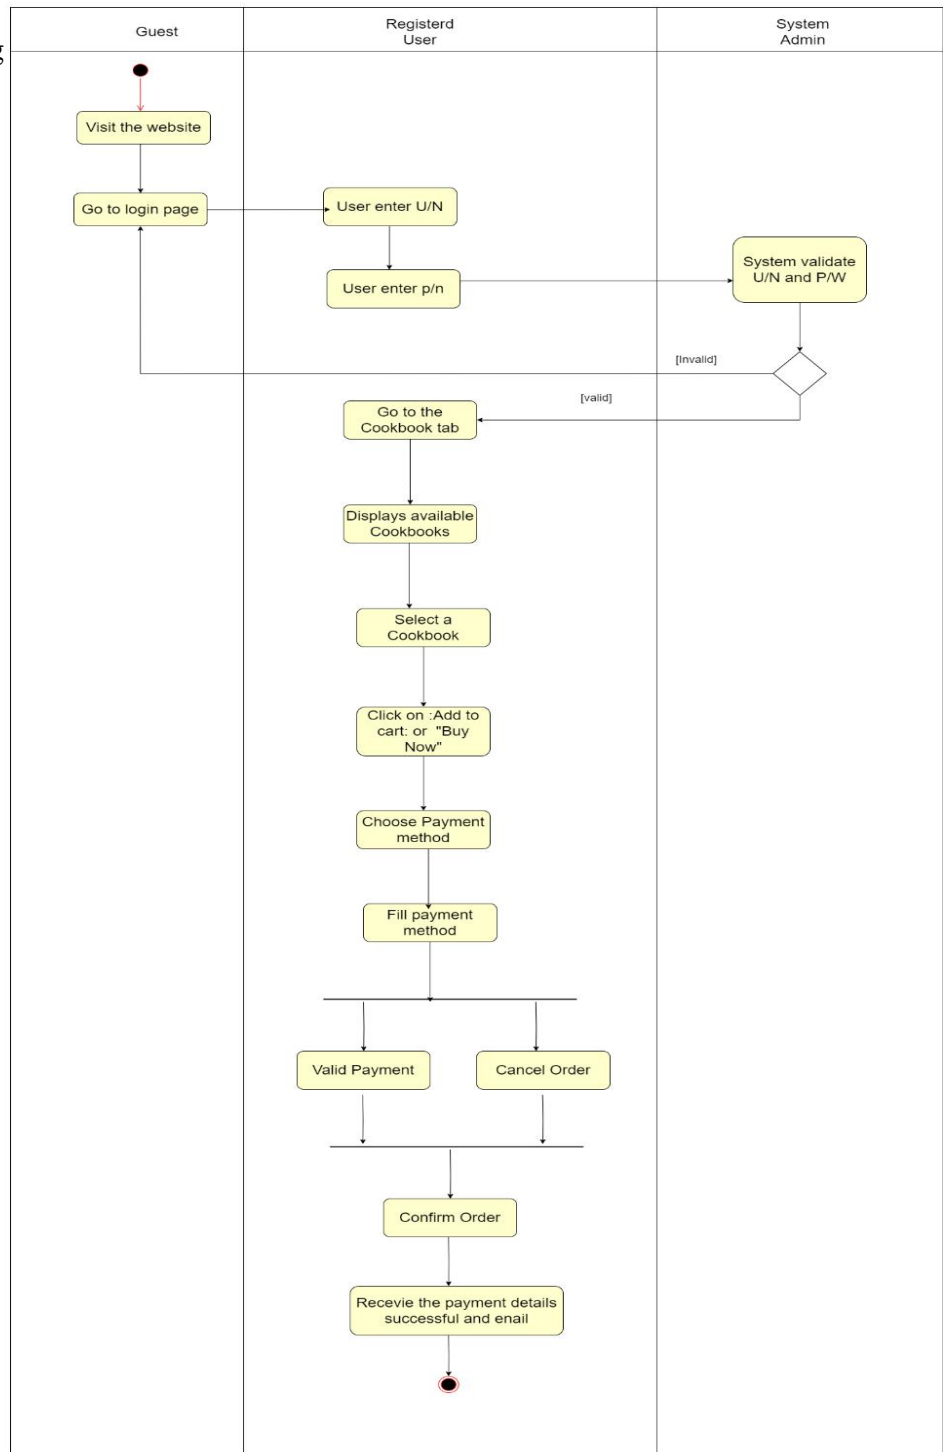 Guest
Registerd
User
System
Admin
g
Visit the website
Go to login page
User enter U/N
User enter p/n
System validate
U/N and P/W
[Invalid]
[valid]
Go to the
Cookbook tab
Displays available
Cookbooks
Select a
Cookbook
Click on :Add to
cart: or "Buy
Now"
Choose Payment
method
Fill payment
method
Valid Payment
Cancel Order
Confirm Order
Recevie the payment details
successful and enail